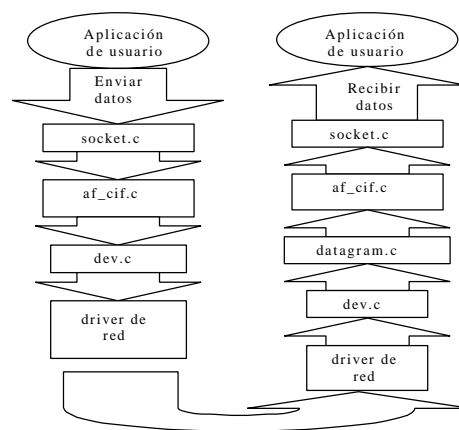 Aplicación
de usuario
Enviar
datos
socket.c
af_cif.c
dev.c
driver de
red
Aplicación
de usuario
Recibir
datos
socket.c
af_cif.c
datagram.c
dev.c
driver de
red